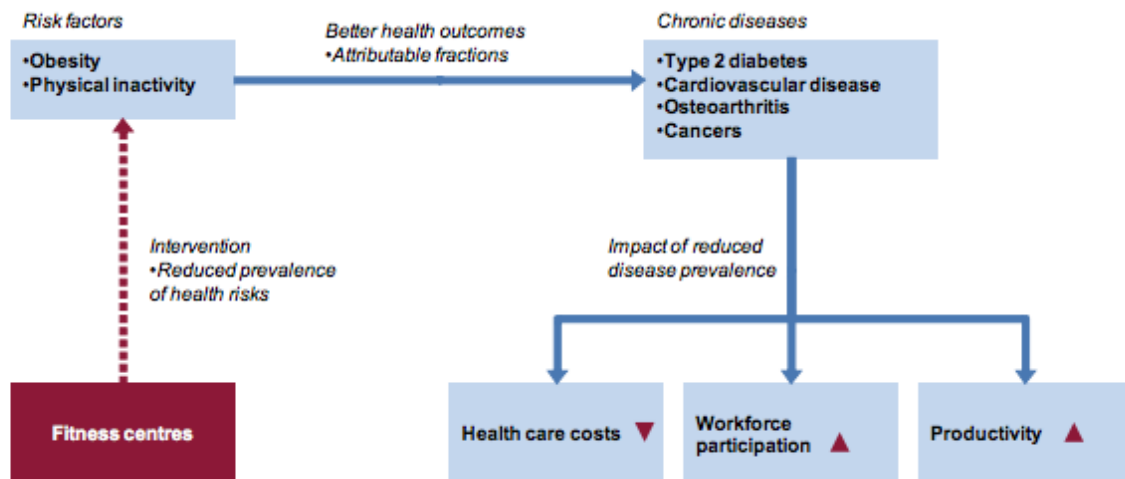 Risk factors
•Obesity
•Physical inactivity
Better health outcomes
•Attributable fractions
Chronic diseases
•Type 2 diabetes
•Cardiovascular disease
•Osteoarthritis
•Cancers
Intervention
•Reduced prevalence
of health risks
Impact of reduced
disease prevalence
Fitness centres
Health care costs ▼
Workforce
participation ▲
Productivity ▲